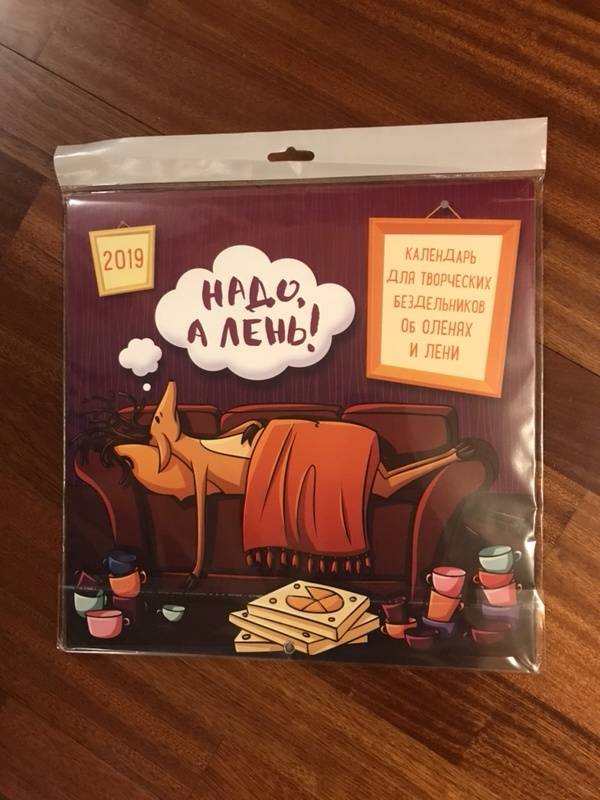 2019
НАДО,
А ЛЕНЬ!
КАЛЕНДАРЬ
ДЛЯ ТВОРЧЕСКИХ
БЕЗДЕЛЬНИКОВ
ОБ ОЛЕНЯХ
И ЛЕНИ